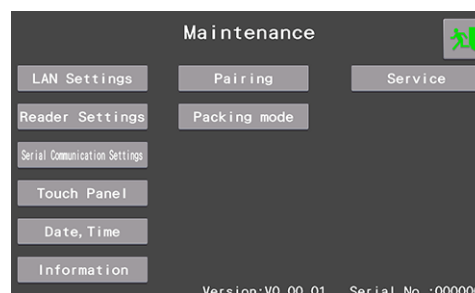 Maintenance
LAN Settings
Pairing
Service
Reader Settings
Packing mode
Serial Communication Settings
Touch Panel
Date,Time
Information
Version:V0.00.01 Serial No.:00000